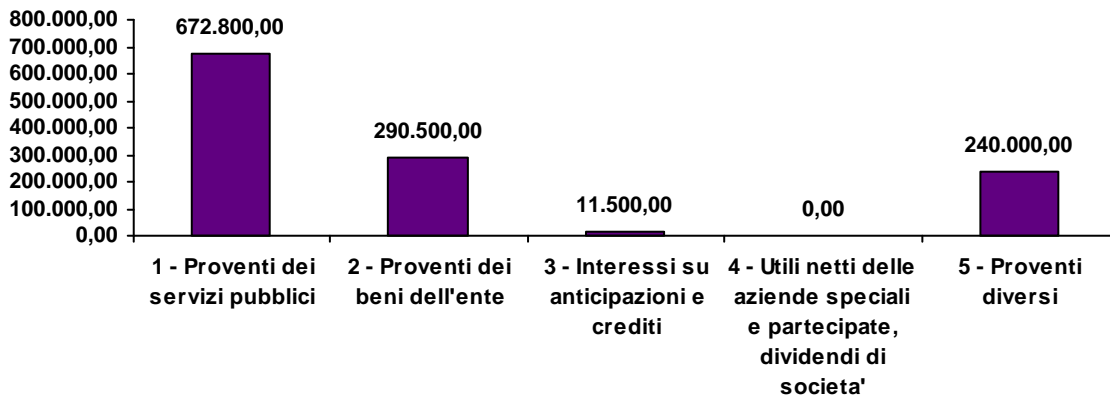 800.000,00
700.000,00
600.000,00
500.000,00
400.000,00
300.000,00
200.000,00
100.000,00
0,00
672.800,00
290.500,00
11.500,00
0,00
240.000,00
1 - Proventi dei
servizi pubblici
2 - Proventi dei
beni dell'ente
3 - Interessi su
anticipazioni e
crediti
4 - Utili netti delle
aziende speciali
e partecipate,
dividendi di
societa'
5 - Proventi
diversi